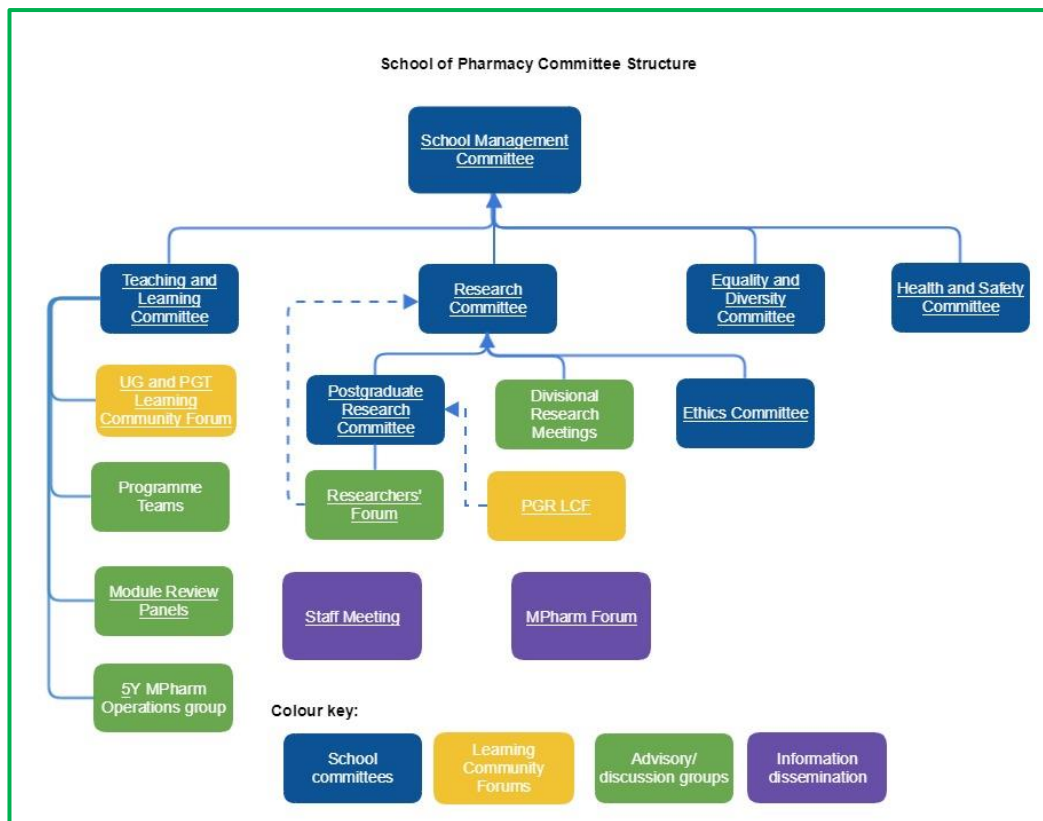 School of Pharmacy Committee Structure
School Management
Committee
Teaching and
Learning
Committee
Research
Committee
Equality and
Diversity
Committee
Health and Safety
Committee
UG and PGT
Learning
Community Forum
Postgraduate
Research
Committee
Divisional
Research
Meetings
Ethics Committee
Programme
Teams
Researchers'
Forum
PGR LCF
Module Review
Panels
Staff Meeting
MPharm Forum
5Y MPharm
Operations group
Colour key:
School
committees
Learning
Community
Forums
Advisory/
discussion groups
Information
dissemination